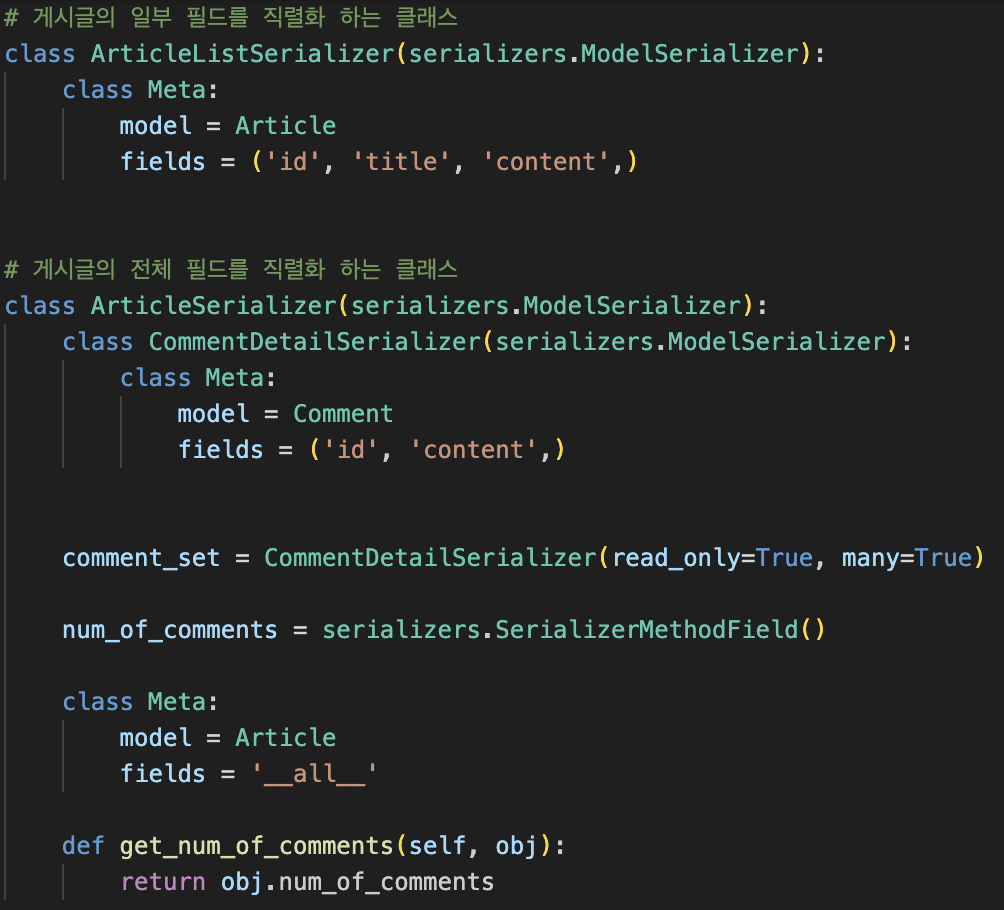 # 게시글의 일부 필드를 직렬화 하는 클래스
class ArticleListSerializer(serializers.ModelSerializer):
    class Meta:
        model = Article
        fields = ('id', 'title', 'content',)
# 게시글의 전체 필드를 직렬화 하는 클래스
class ArticleSerializer(serializers.ModelSerializer):
    class CommentDetailSerializer(serializers.ModelSerializer):
        class Meta:
            model = Comment
            fields = ('id', 'content',)
    comment_set = CommentDetailSerializer(read_only=True, many=True)
    num_of_comments = serializers.SerializerMethodField()
    class Meta:
        model = Article
        fields = '__all__'
    def get_num_of_comments(self, obj):
        return obj.num_of_comments